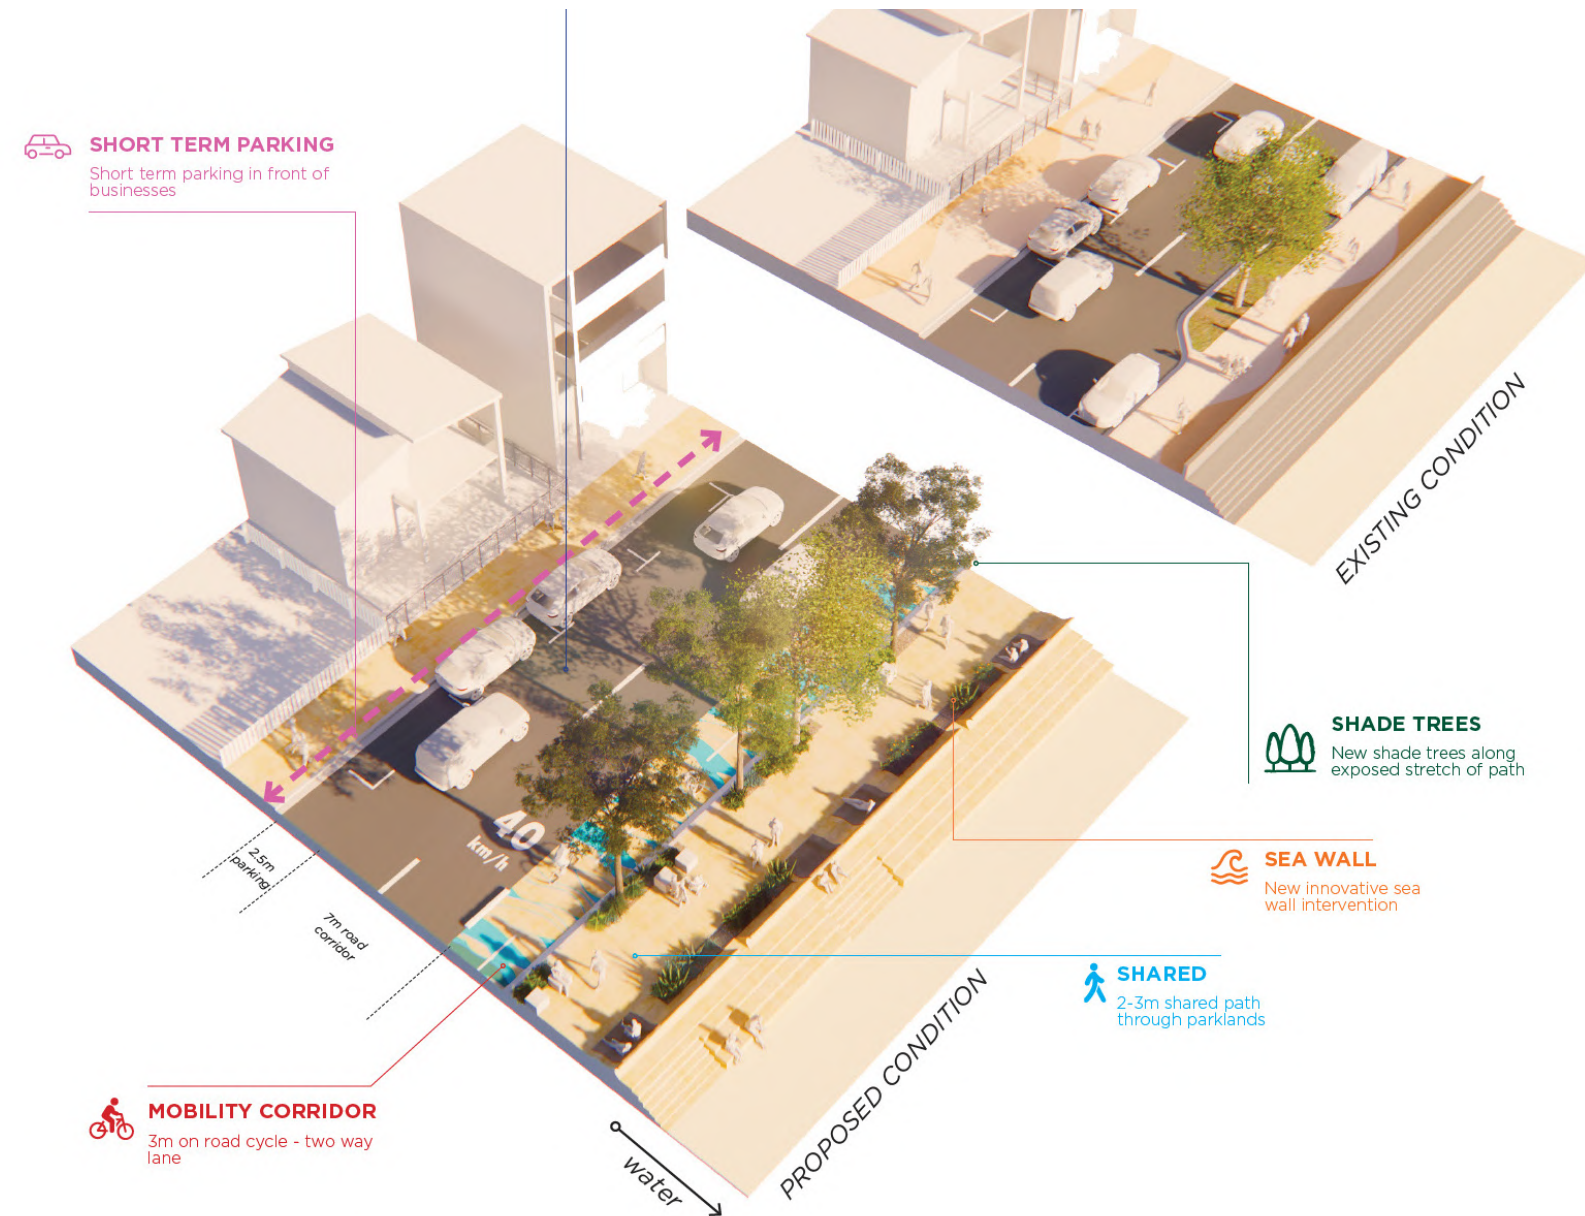 SHORT TERM PARKING
Short term parking in front of
businesses
EXISTING CONDITION
SHADE TREES
New shade trees along
exposed stretch of path
40
km/h
2.5m
parking
7m road
corridor
SEA WALL
New innovative sea
wall intervention
SHARED
2-3m shared path
through parklands
MOBILITY CORRIDOR
3m on road cycle - two way
lane
water
PROPOSED CONDITION